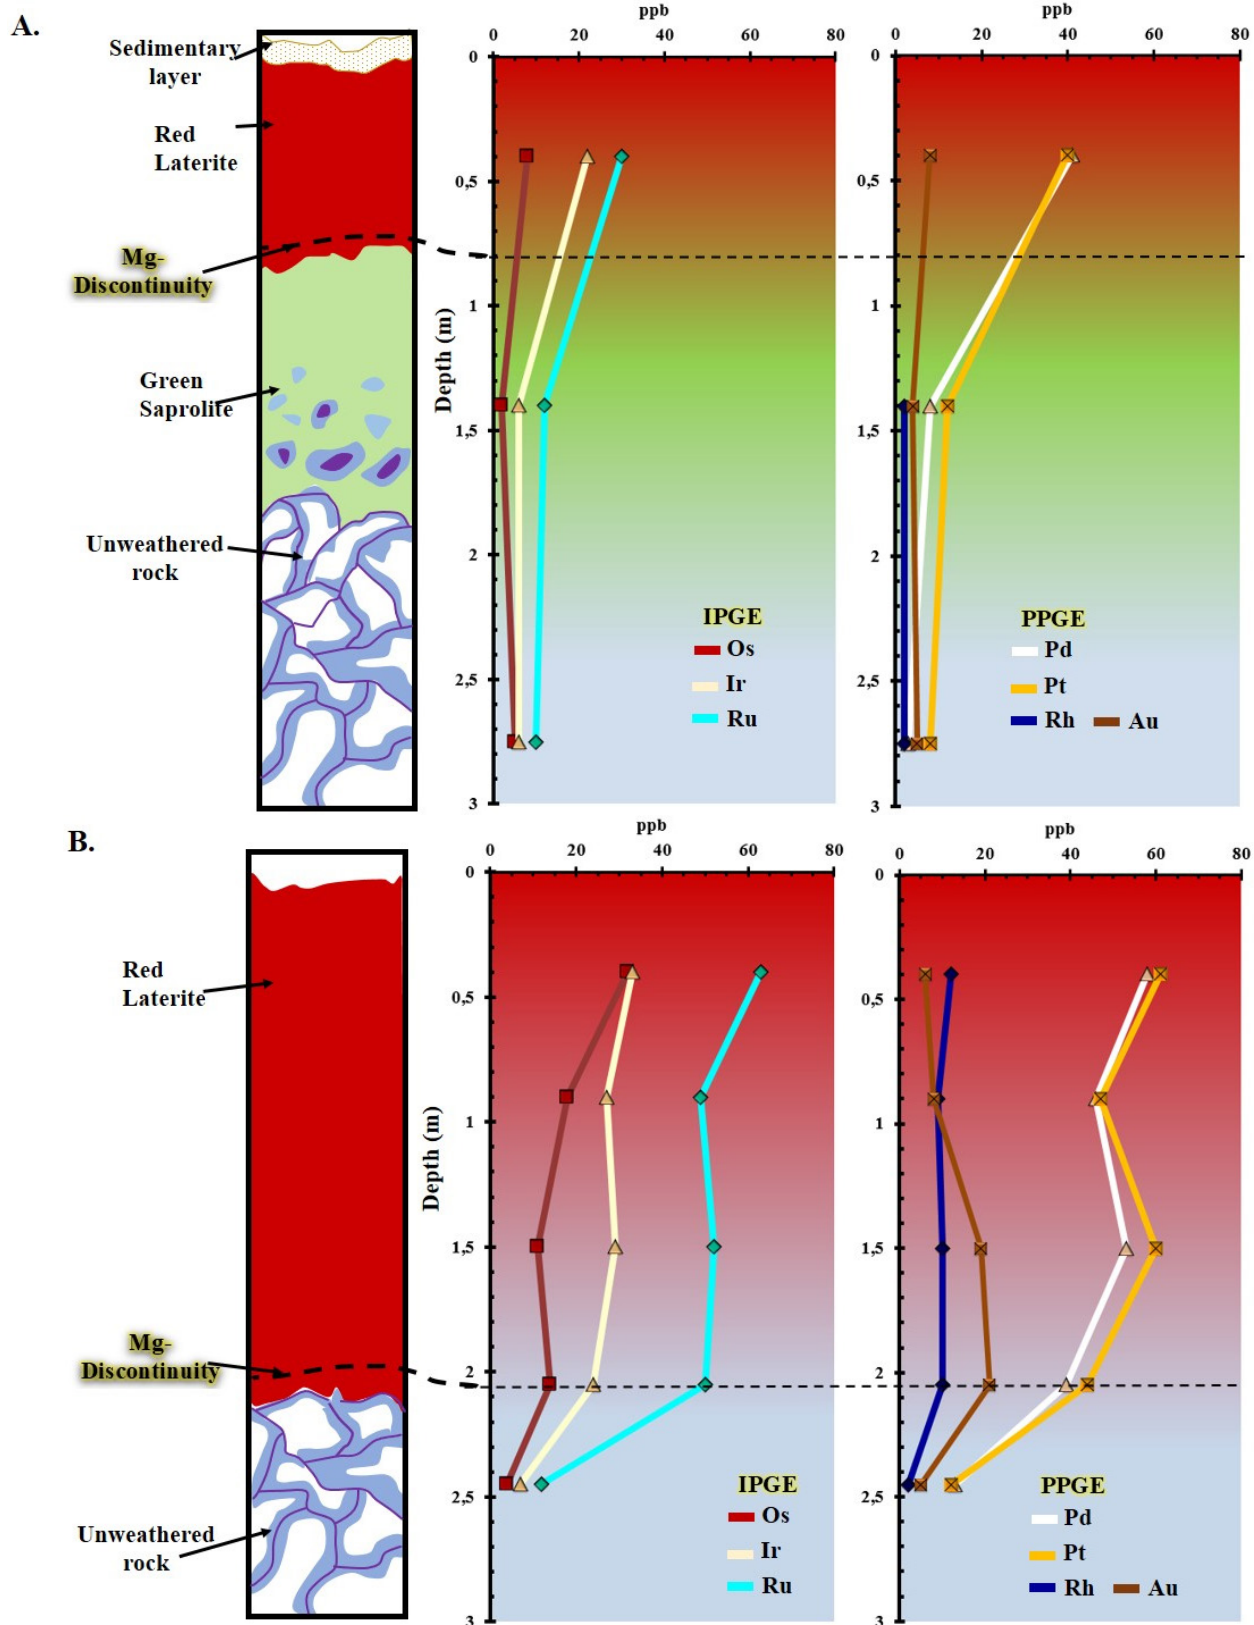 A.
Sedimentary
layer
Red
Laterite
Mg-
Discontinuity
Green
Saprolite
Unweathered
rock
ppb
0 20 40 60 80
0
0,5
1
1,5
2
2,5
3
Depth (m)
IPGE
Os
Ir
Ru
ppb
0 20 40 60 80
0
0,5
1
1,5
2
2,5
3
PPGE
Pd
Pt
Rh Au
B.
Red
Laterite
Mg-
Discontinuity
Unweathered
rock
ppb
0 20 40 60 80
0
0,5
1
1,5
2
2,5
3
Depth (m)
IPGE
Os
Ir
Ru
ppb
0 20 40 60 80
0
0,5
1
1,5
2
2,5
3
PPGE
Pd
Pt
Rh Au